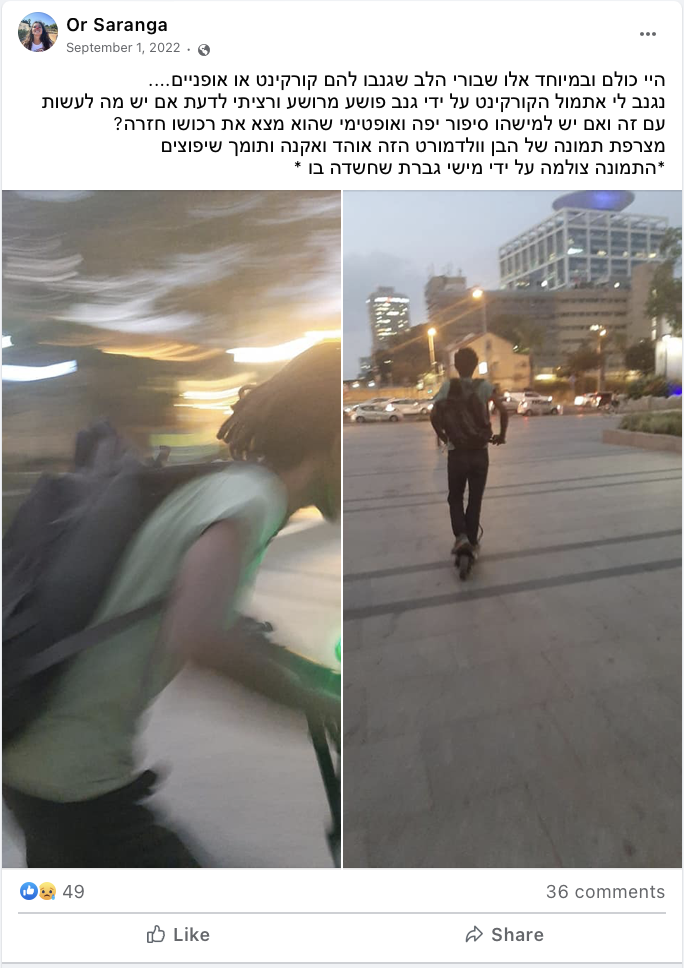 Or Saranga
September 1, 2022 ·
היי כולם ובמיוחד אלו שבורי הלב שגנבו להם קורקינט או אופניים....
נגנב לי אתמול הקורקינט על ידי גנב פושע מרושע ורציתי לדעת אם יש מה לעשות
עם זה ואם יש למישהו סיפור יפה ואופטימי שהוא מצא את רכושו חזרה?
מצרפת תמונה של הבן וולדמורט הזה אוהד ואקנה ותומך שיפוצים
*התמונה צולמה על ידי מישי גברת שחשדה בו *
49
36 comments
Like
Share